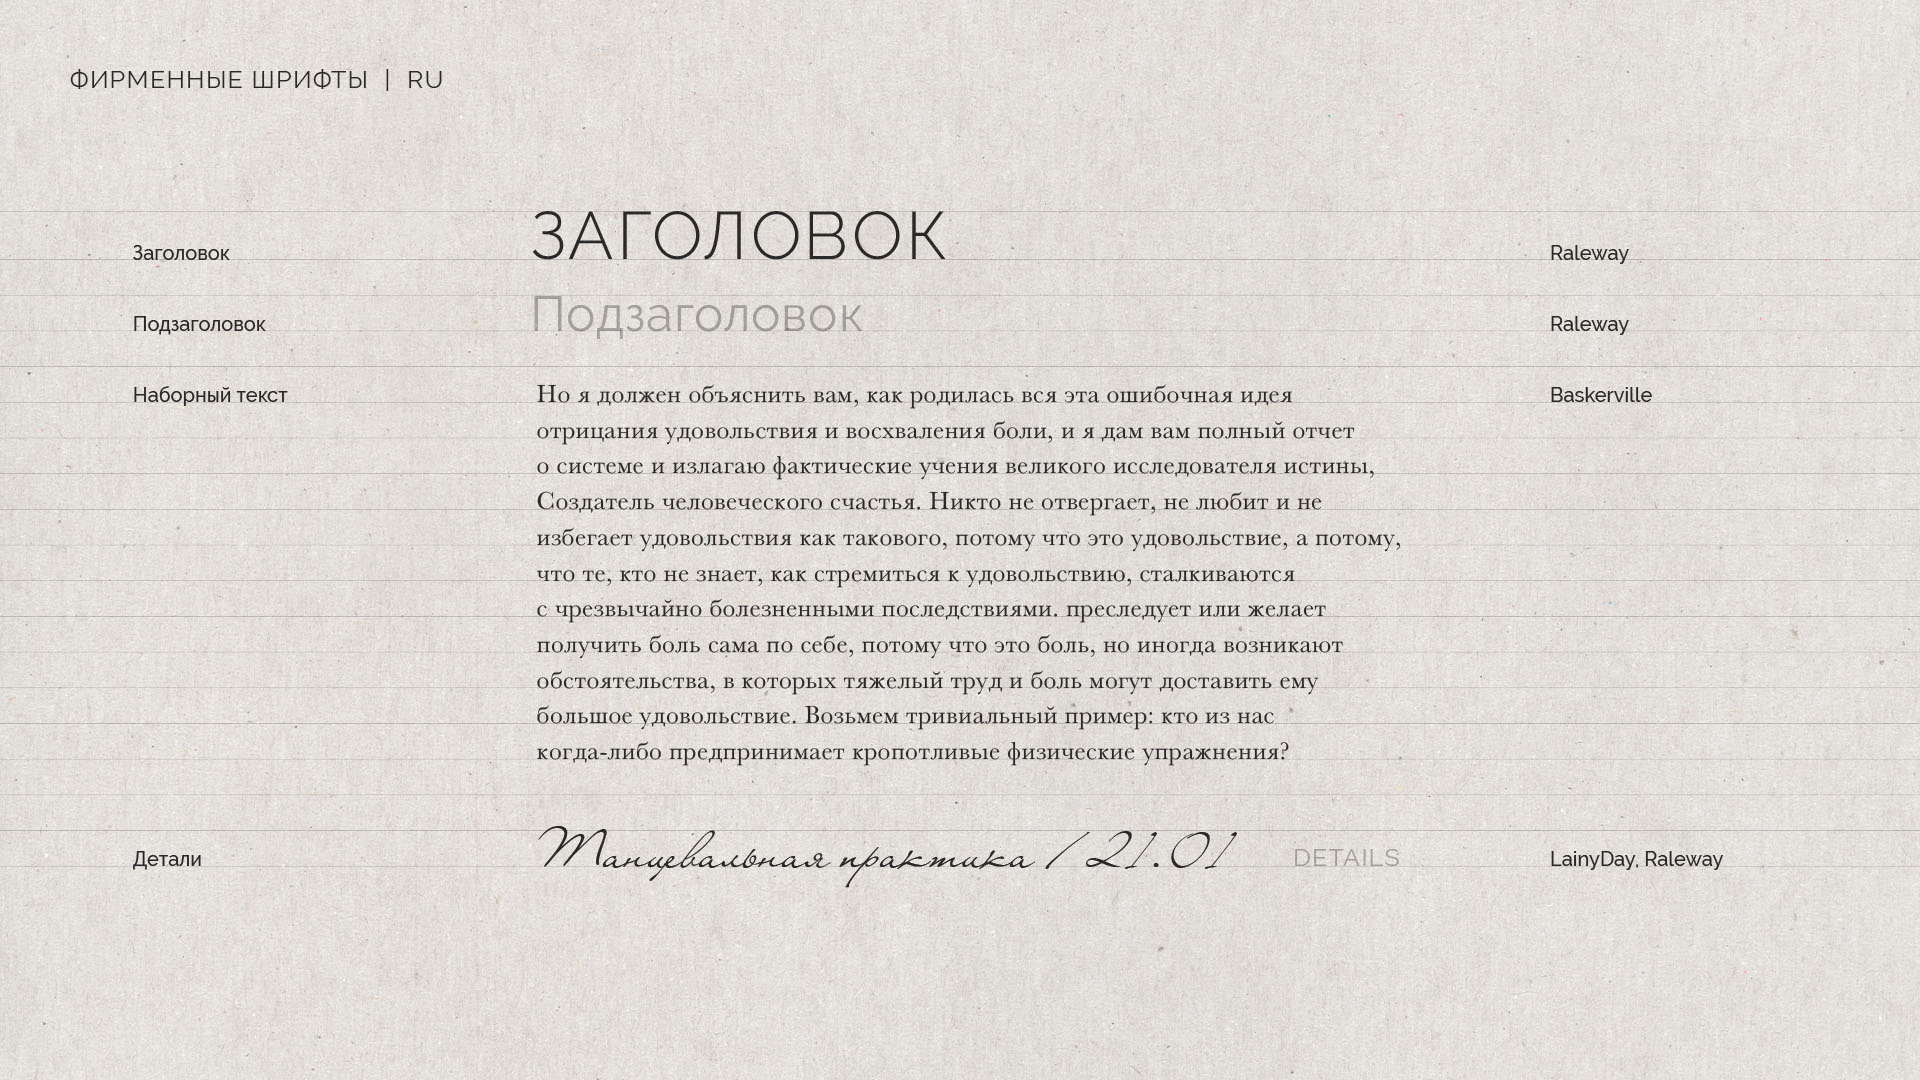 ФИРМЕННЫЕ ШРИФТЫ | RU
Заголовок ЗАГОЛОВОК Raleway
Подзаголовок Подзаголовок Raleway
Наборный текст Но я должен объяснить вам, как родилась вся эта ошибочная идея Baskerville
отрицания удовольствия и восхваления боли, и я дам вам полный отчет
о системе и излагаю фактические учения великого исследователя истины,
Создатель человеческого счастья. Никто не отвергает, не любит и не
избегает удовольствия как такового, потому что это удовольствие, а потому,
что те, кто не знает, как стремиться к удовольствию, сталкиваются
с чрезвычайно болезненными последствиями. преследует или желает
получить боль сама по себе, потому что это боль, но иногда возникают
обстоятельства, в которых тяжелый труд и боль могут доставить ему
большое удовольствие. Возьмем тривиальный пример: кто из нас
когда-либо предпринимает кропотливые физические упражнения?
Детали Танцевальная практика / 21.01 DETAILS LainyDay, Raleway